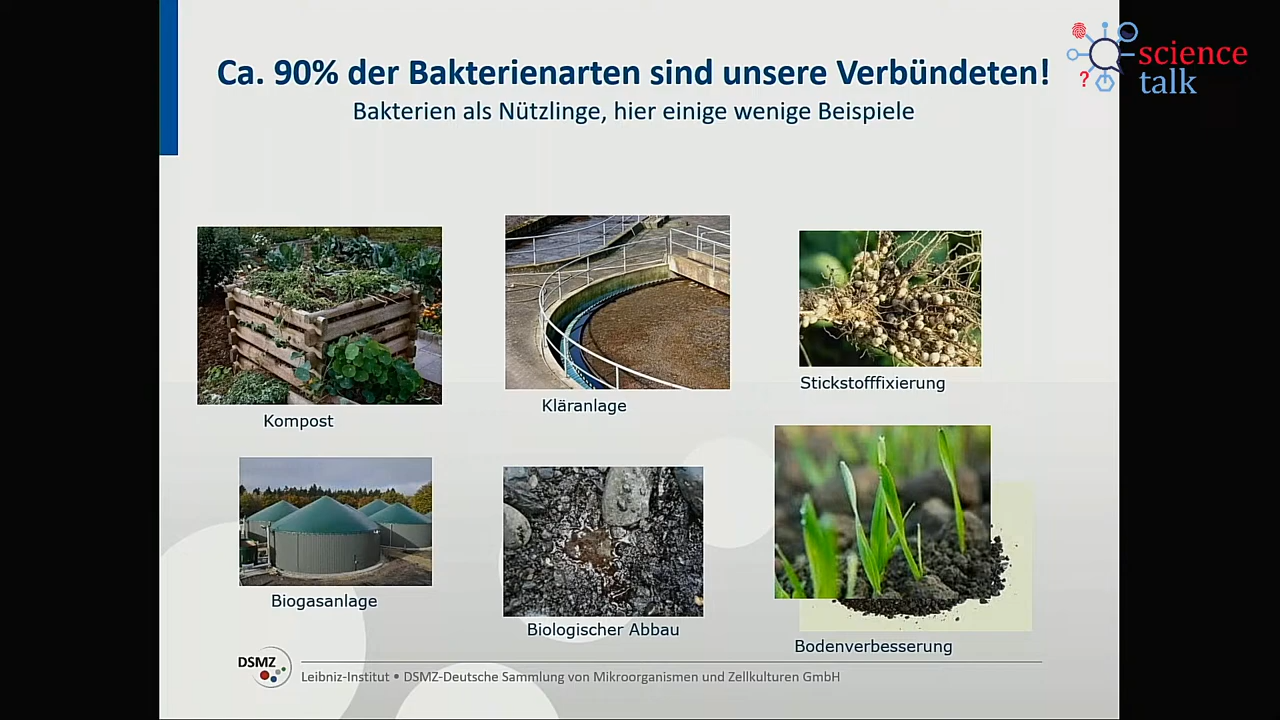 Ca. 90% der Bakterienarten sind unsere Verbündeten!
Bakterien als Nützlinge, hier einige wenige Beispiele
science
? talk
Kompost
Kläranlage
Stickstofffixierung
Biogasanlage
Biologischer Abbau
Bodenverbesserung
DSMZ
Leibniz-Institut • DSMZ-Deutsche Sammlung von Mikroorganismen und Zellkulturen GmbH